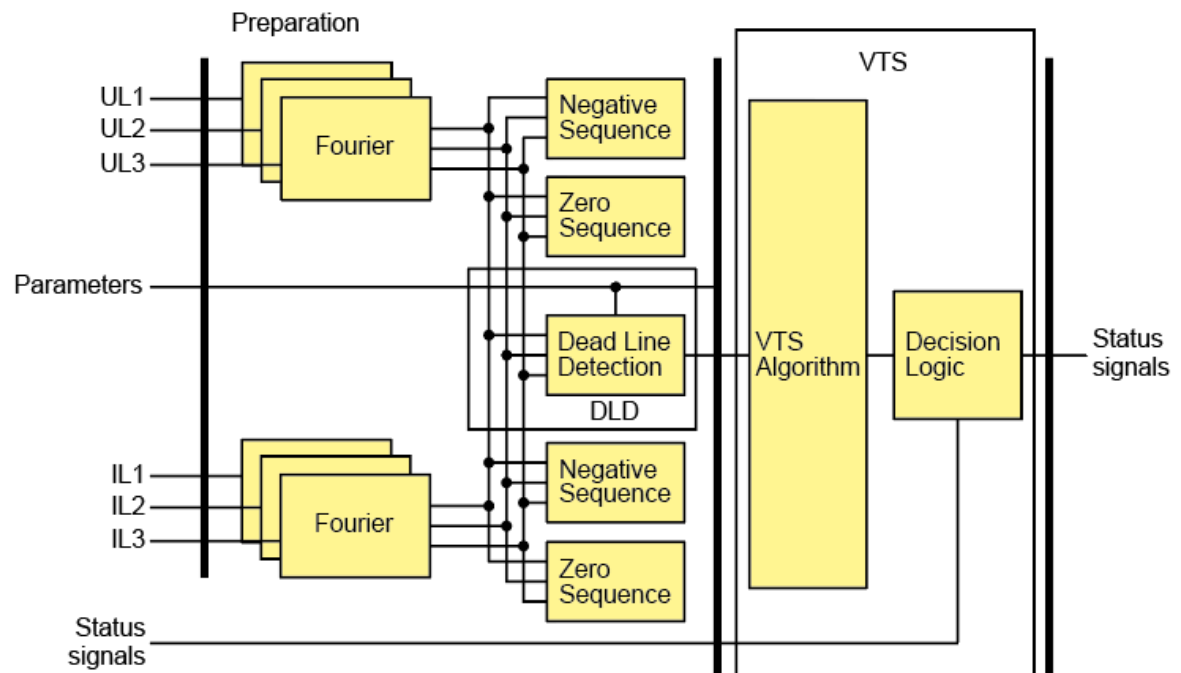 Preparation
VTS
UL1
UL2
UL3
Fourier
Negative
Sequence
Zero
Sequence
Parameters
Dead Line
Detection
DLD
VTS
Algorithm
Decision
Logic
Status
signals
IL1
IL2
IL3
Fourier
Negative
Sequence
Zero
Sequence
Status
signals